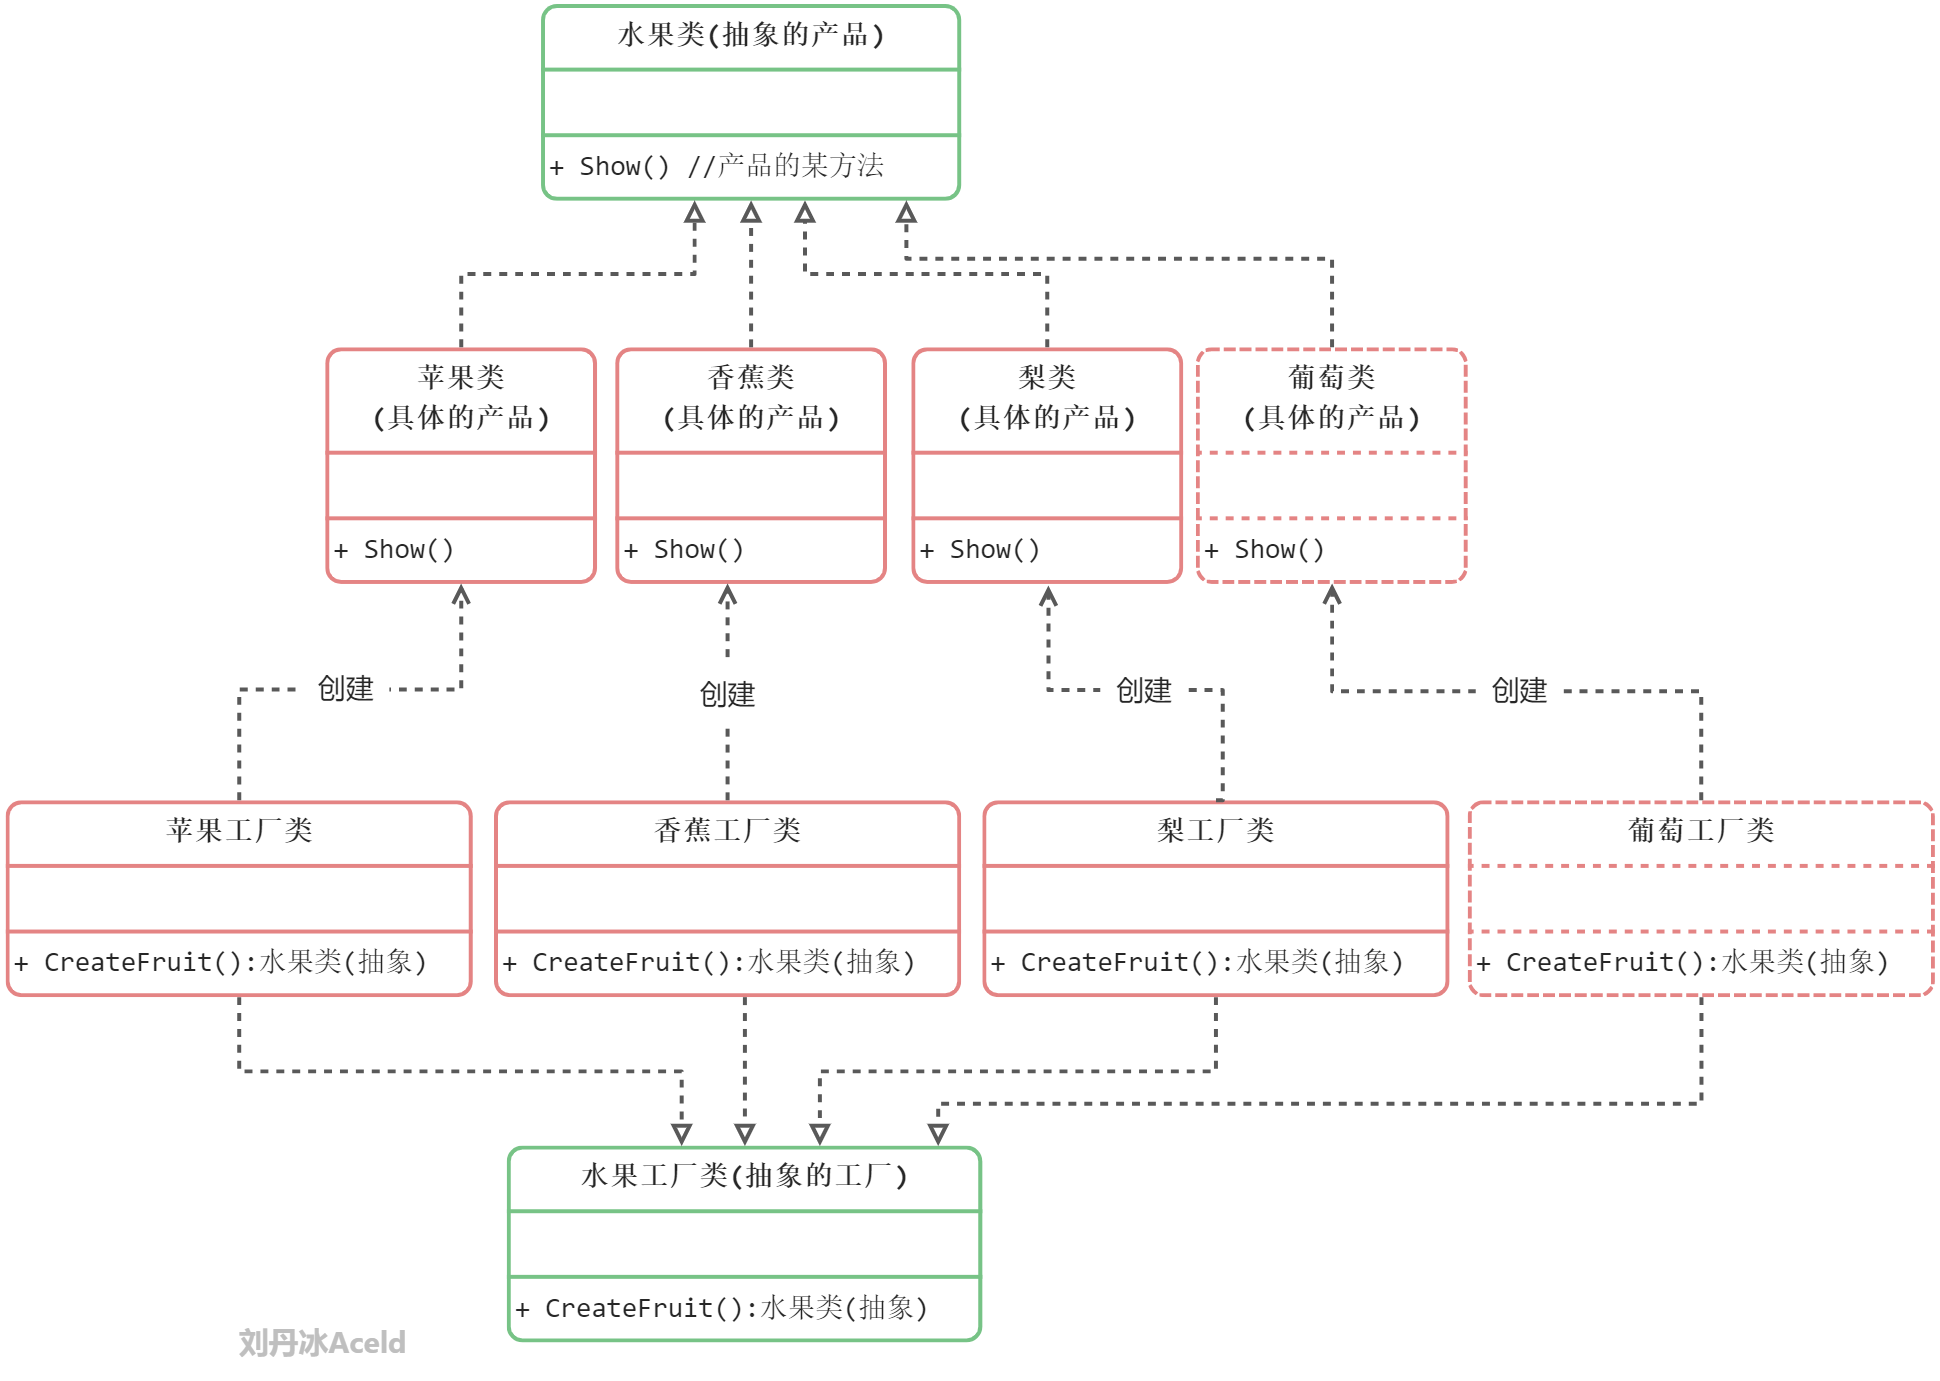 水果类(抽象的产品)
+ Show() //产品的某方法
苹果类
(具体的产品)
+ Show()
香蕉类
(具体的产品)
+ Show()
梨类
(具体的产品)
+ Show()
葡萄类
(具体的产品)
+ Show()
创建
创建
创建
创建
苹果工厂类
+ CreateFruit():水果类(抽象)
香蕉工厂类
+ CreateFruit():水果类(抽象)
梨工厂类
+ CreateFruit():水果类(抽象)
葡萄工厂类
+ CreateFruit():水果类(抽象)
水果工厂类(抽象的工厂)
+ CreateFruit():水果类(抽象)
刘丹冰Aceld